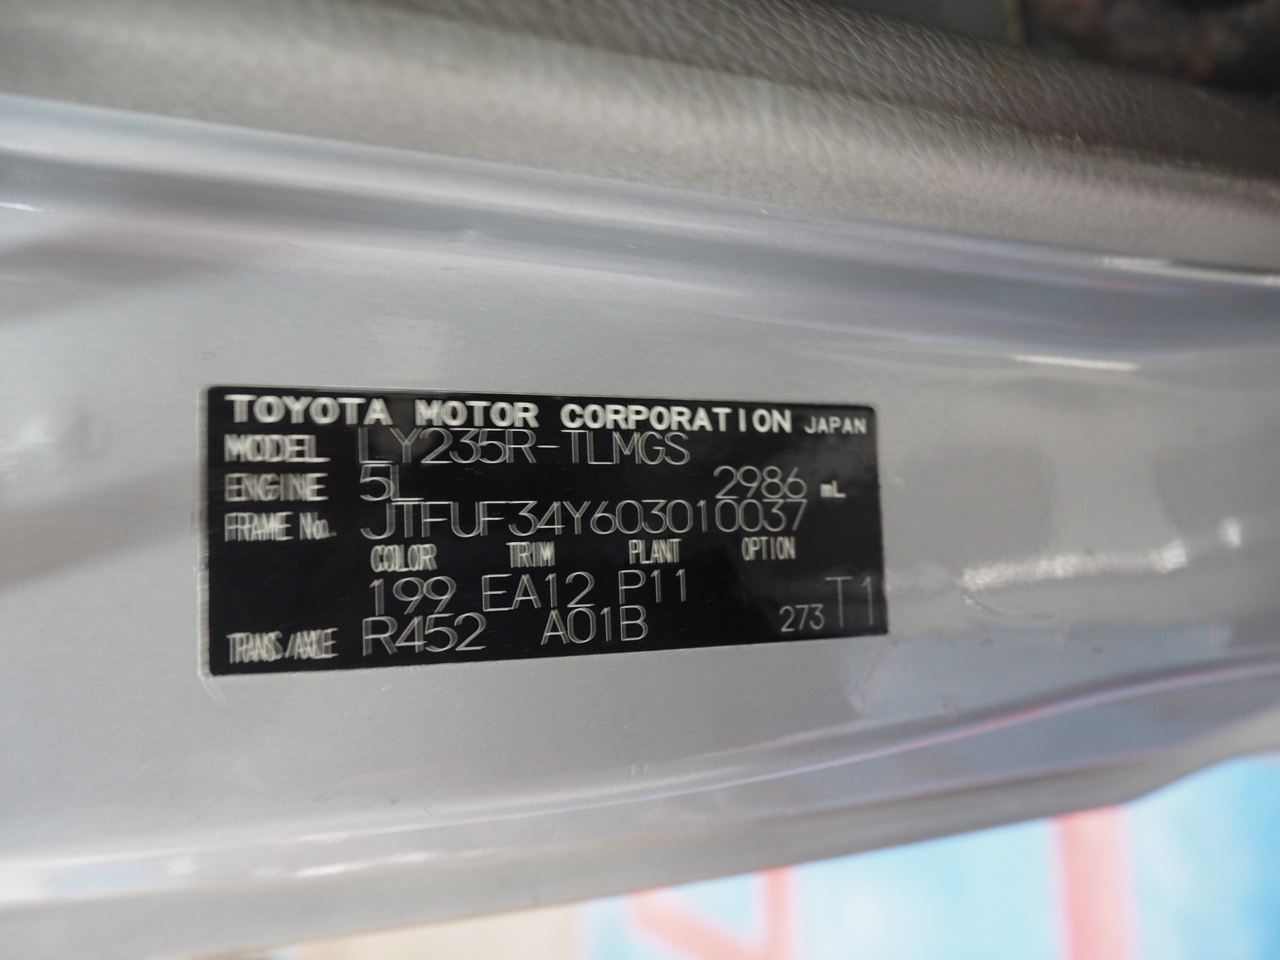 TOYOTA MOTOR CORPORATION JAPAN
MODEL LY235R-TLMGS
ENGINE 5L 2986 mL
FRAME No. JTFUF34Y603010037
COLOR TRIM PLANT OPTION
199 EA12 P11
TRANS/AXLE R452 A01B 273 T1